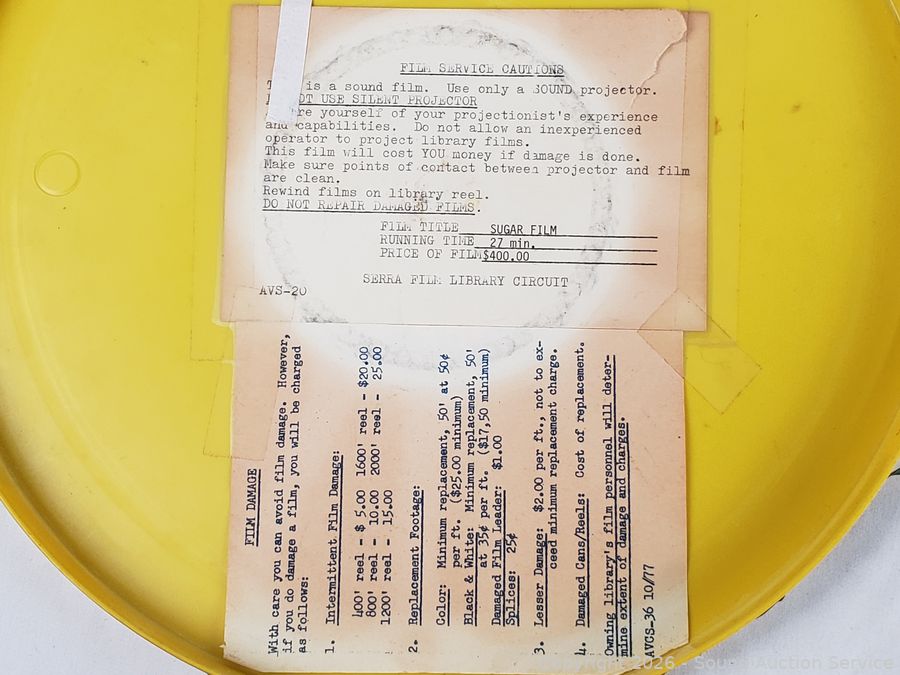 FILM SERVICE CAUTIONS
is a sound film. Use only a SOUND projector.
NOT USE SILENT PROJECTOR
yourself of your projectionist's experience
and capabilities. Do not allow an inexperienced
operator to project library films.
This film will cost YOU money if damage is done.
Make sure points of contact between projector and film
are clean.
Rewind films on library reel.
DO NOT REPAIR DAMAGED FILMS.
FILM TITLE SUGAR FILM
RUNNING TIME 27 min.
PRICE OF FILM $400.00
SERRA FILM LIBRARY CIRCUIT
AVS-20
FILM DAMAGE
With care you can avoid film damage. However,
if you do damage a film, you will be charged
as follows:
1. Intermittent Film Damage:
400' reel - $ 5.00 1600' reel - $20.00
800' reel - 10.00 2000' reel - 25.00
1200' reel - 15.00
2. Replacement Footage:
Color: Minimum replacement, 50' at 50¢
per ft. ($25.00 minimum)
Black & White: Minimum replacement, 50'
at 35¢ per ft. ($17,50 minimum)
Damaged Film Leader: $1.00
Splices: 25¢
3. Lesser Damage: $2.00 per ft., not to ex-
ceed minimum replacement charge.
4. Damaged Cans/Reels: Cost of replacement.
Owning library's film personnel will deter-
mine extent of damage and charges.
AVCS-36 10/77
Copyright 2026 - Sound Auction Service